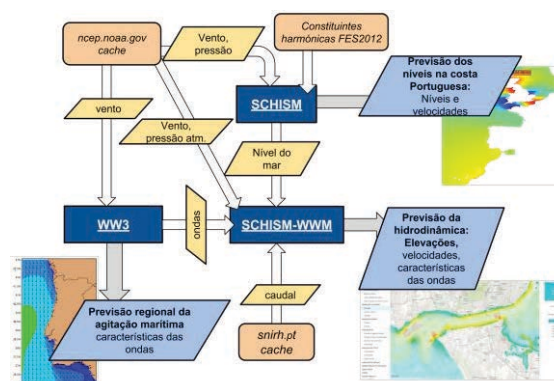 ncep.noaa.gov
cache
Vento,
pressão
Constituintes
harmónicas FES2012
vento
Vento,
pressão atm.
SCHISM
Previsão dos
níveis na costa
Portuguesa:
Níveis e
velocidades
Nível do
mar
WW3
ondas
SCHISM-WWM
Previsão da
hidrodinâmica:
Elevações,
velocidades,
características
das ondas
caudal
snirh.pt
cache
Previsão regional da
agitação marítima
características das
ondas